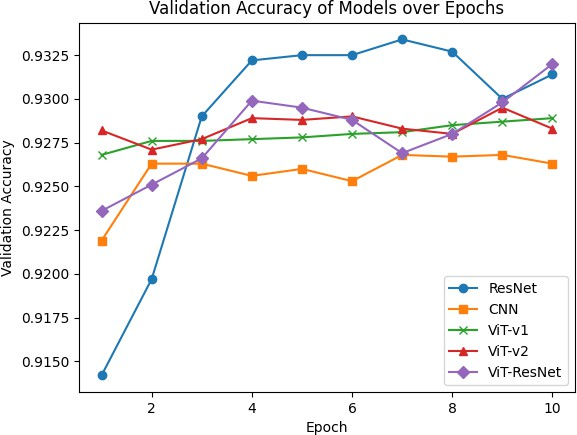 Validation Accuracy of Models over Epochs
Validation Accuracy
0.9325
0.9300
0.9275
0.9250
0.9225
0.9200
0.9175
0.9150
2 4 6 8 10
Epoch
ResNet
CNN
ViT-v1
ViT-v2
ViT-ResNet